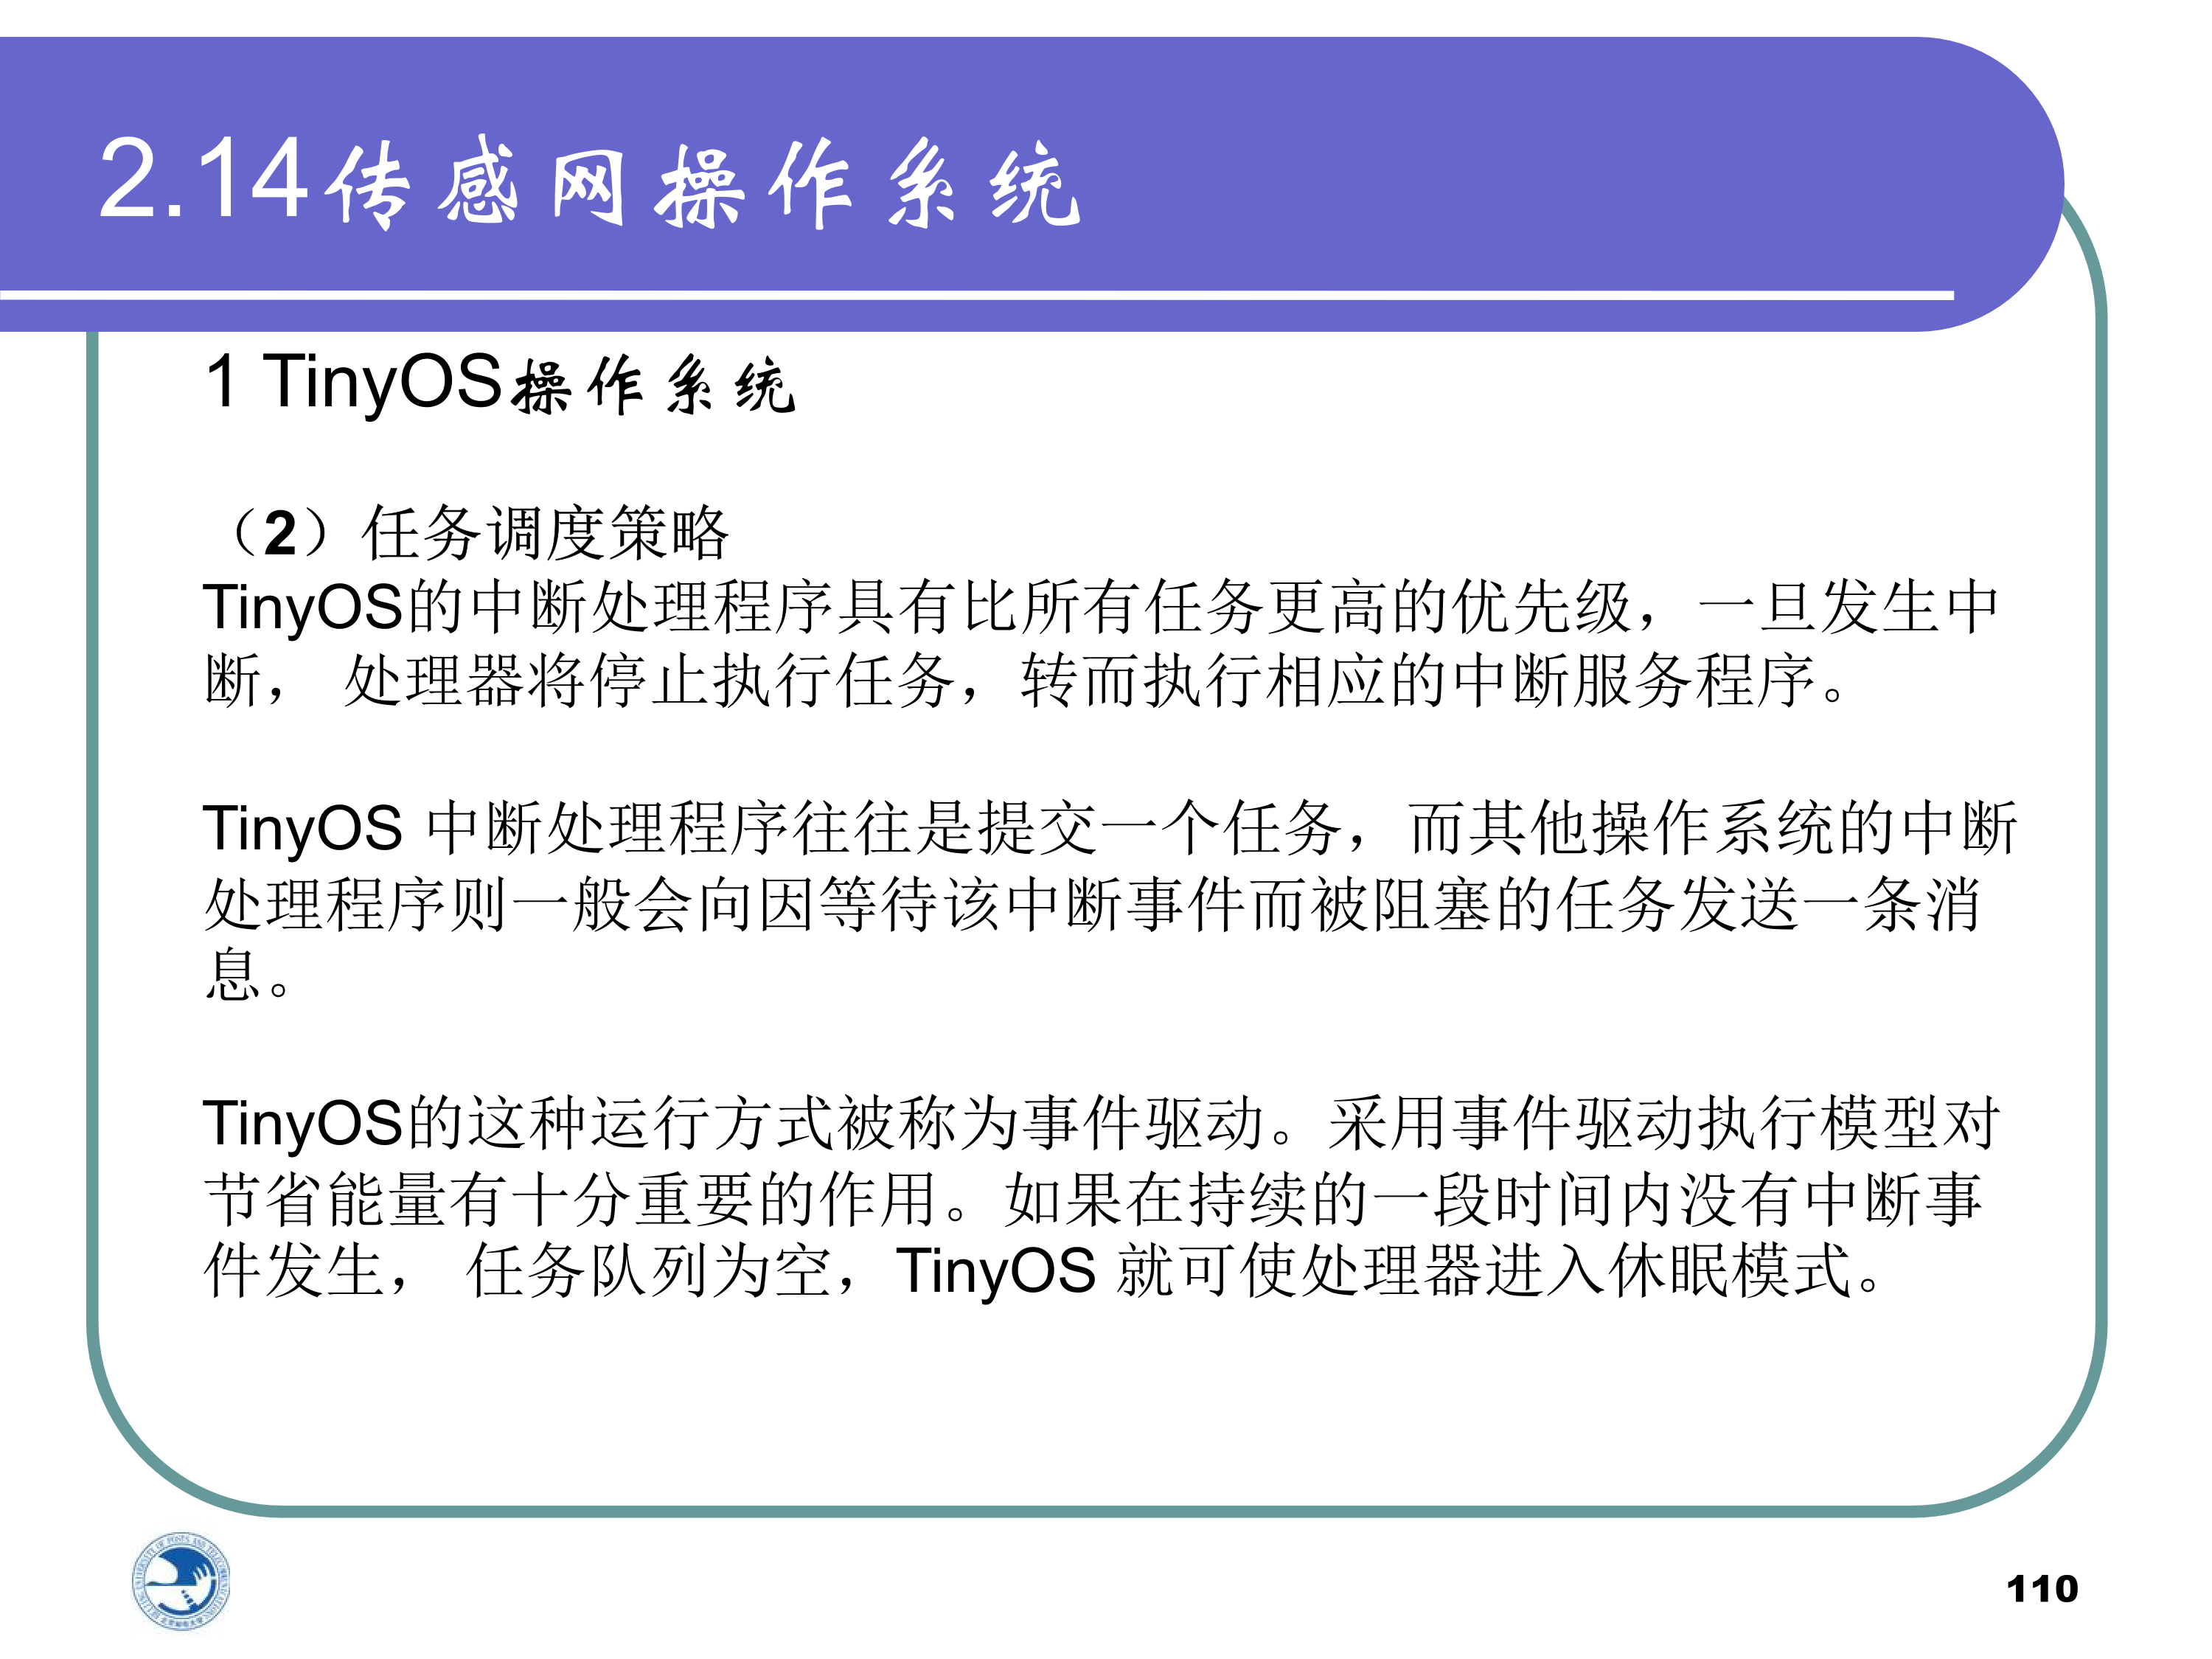 2.14传感网操作系统
1 TinyOS操作系统
（2）任务调度策略
TinyOS的中断处理程序具有比所有任务更高的优先级，一旦发生中
断， 处理器将停止执行任务，转而执行相应的中断服务程序。
TinyOS 中断处理程序往往是提交一个任务，而其他操作系统的中断
处理程序则一般会向因等待该中断事件而被阻塞的任务发送一条消
息。
TinyOS的这种运行方式被称为事件驱动。采用事件驱动执行模型对
节省能量有十分重要的作用。如果在持续的一段时间内没有中断事
件发生， 任务队列为空，TinyOS 就可使处理器进入休眠模式。
110